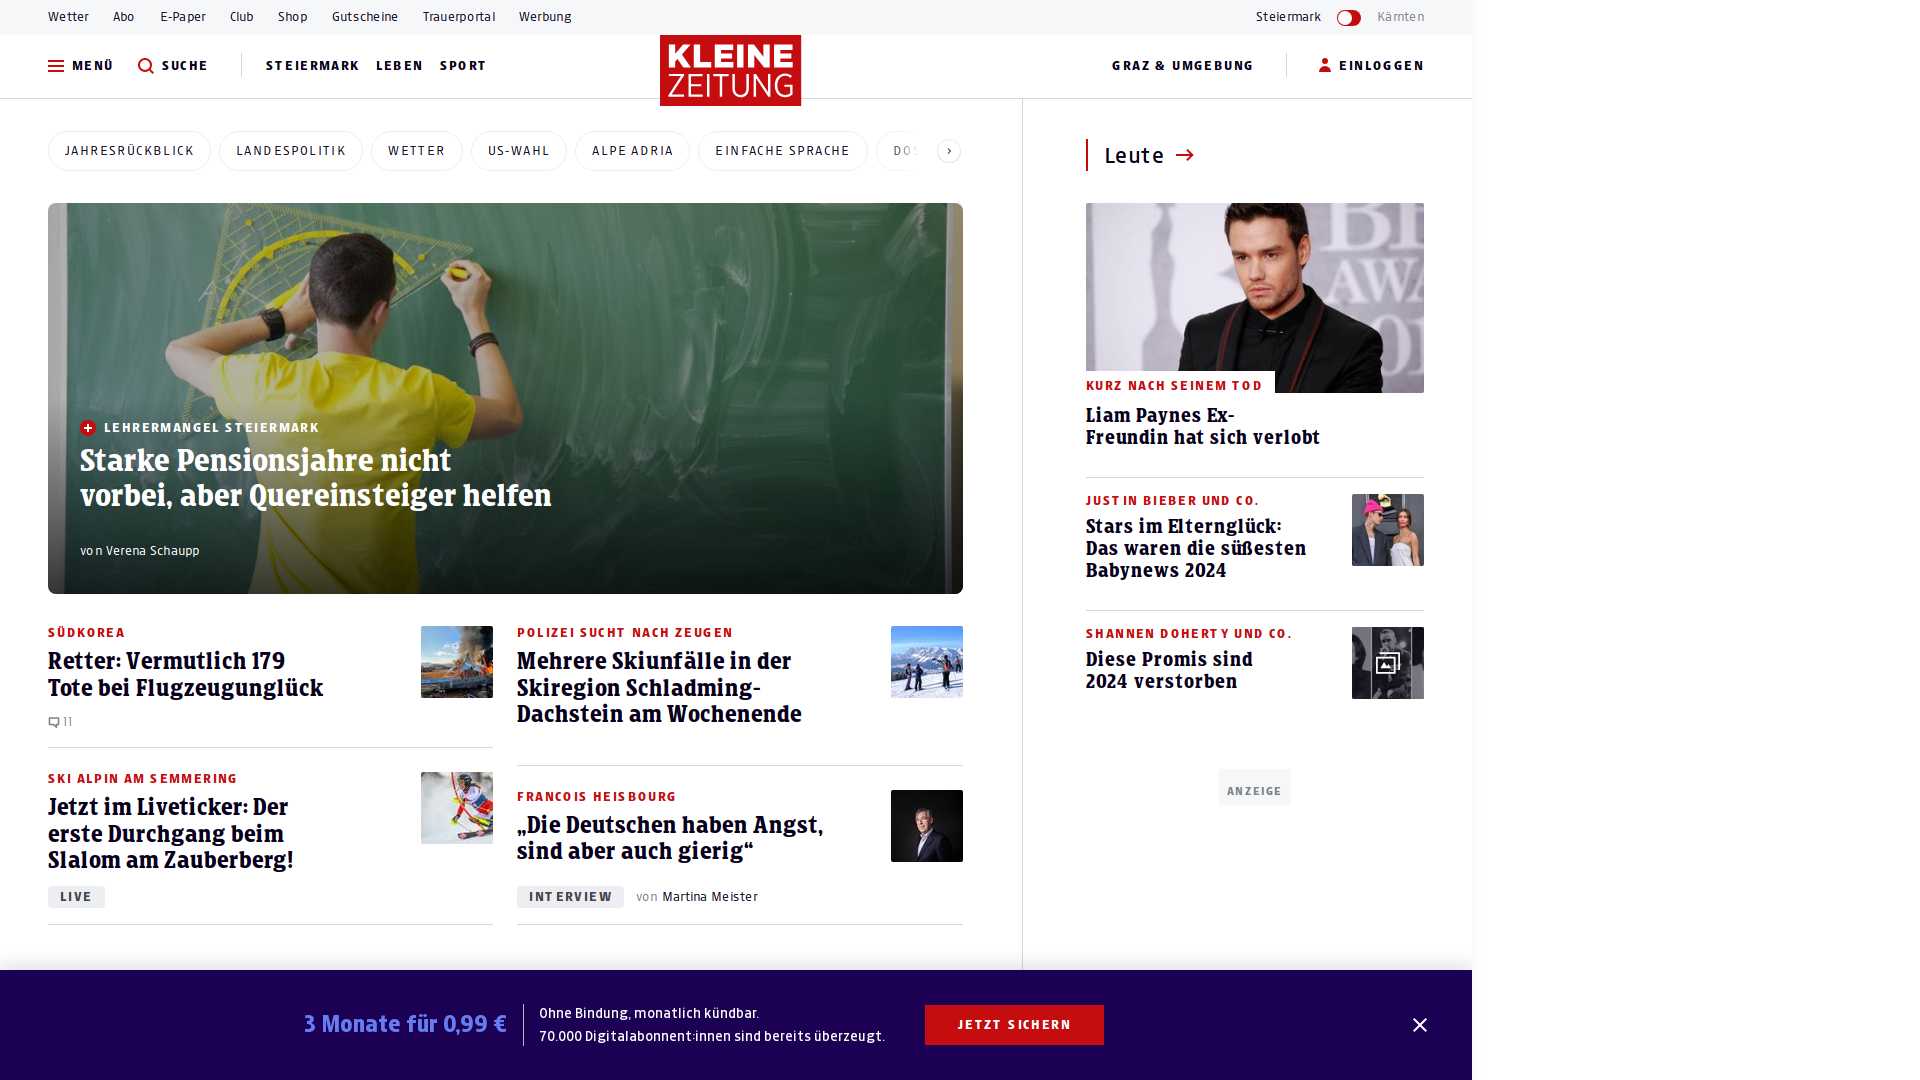 Wetter Abo E-Paper Club Shop Gutscheine Trauerportal Werbung
Steiermark Kärnten
MENÜ SUCHE STEIERMARK LEBEN SPORT
KLEINE
ZEITUNG
GRAZ & UMGEBUNG EINLOGGEN
JAHRESRÜCKBLICK LANDESPOLITIK WETTER US-WAHL ALPE ADRIA EINFACHE SPRACHE
LEHRERMANGEL STEIERMARK
Starke Pensionsjahre nicht
vorbei, aber Quereinsteiger helfen
von Verena Schaupp
SÜDKOREA
Retter: Vermutlich 179
Tote bei Flugzeugunglück
11
POLIZEI SUCHT NACH ZEUGEN
Mehrere Skiunfälle in der
Skiregion Schladming-
Dachstein am Wochenende
SKI ALPIN AM SEMMERING
Jetzt im Liveticker: Der
erste Durchgang beim
Slalom am Zauberberg!
LIVE
FRANCOIS HEISBOURG
„Die Deutschen haben Angst,
sind aber auch gierig“
INTERVIEW von Martina Meister
Leute
KURZ NACH SEINEM TOD
Liam Paynes Ex-
Freundin hat sich verlobt
JUSTIN BIEBER UND CO.
Stars im Elternglück:
Das waren die süßesten
Babynews 2024
SHANNEN DOHERTY UND CO.
Diese Promis sind
2024 verstorben
ANZEIGE
3 Monate für 0,99 €
Ohne Bindung, monatlich kündbar.
70.000 Digitalabonnent:innen sind bereits überzeugt.
JETZT SICHERN